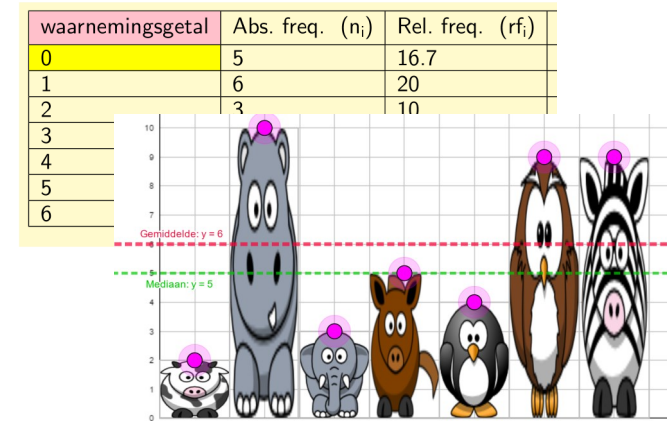 waarnemingsgetal Abs. freq. (nᵢ) Rel. freq. (rfᵢ)
0 5 16.7
1 6 20
2 3 10
3
4
5
6
10
9
8
7
Gemiddelde: y = 6
5
Mediaan: y = 5
4
3
2
1
0